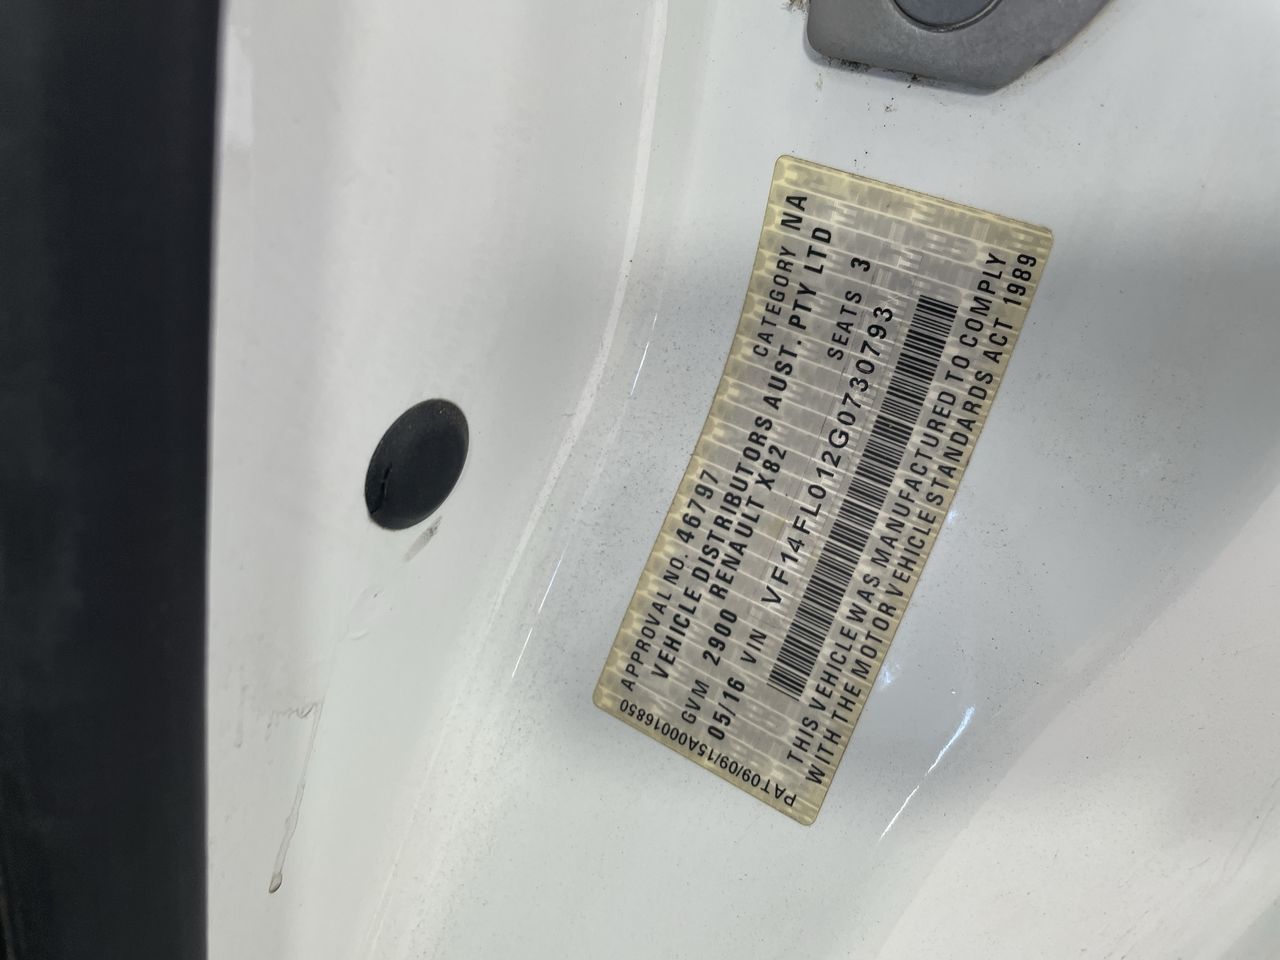 APPROVAL NO. 46797 CATEGORY NA
VEHICLE DISTRIBUTORS AUST. PTY LTD
GVM 2900 RENAULT X82 SEATS 3
05/16 VIN VF14FL012G0730793
THIS VEHICLE WAS MANUFACTURED TO COMPLY
WITH THE MOTOR VEHICLE STANDARDS ACT 1989
PAT09/09/15A00016850